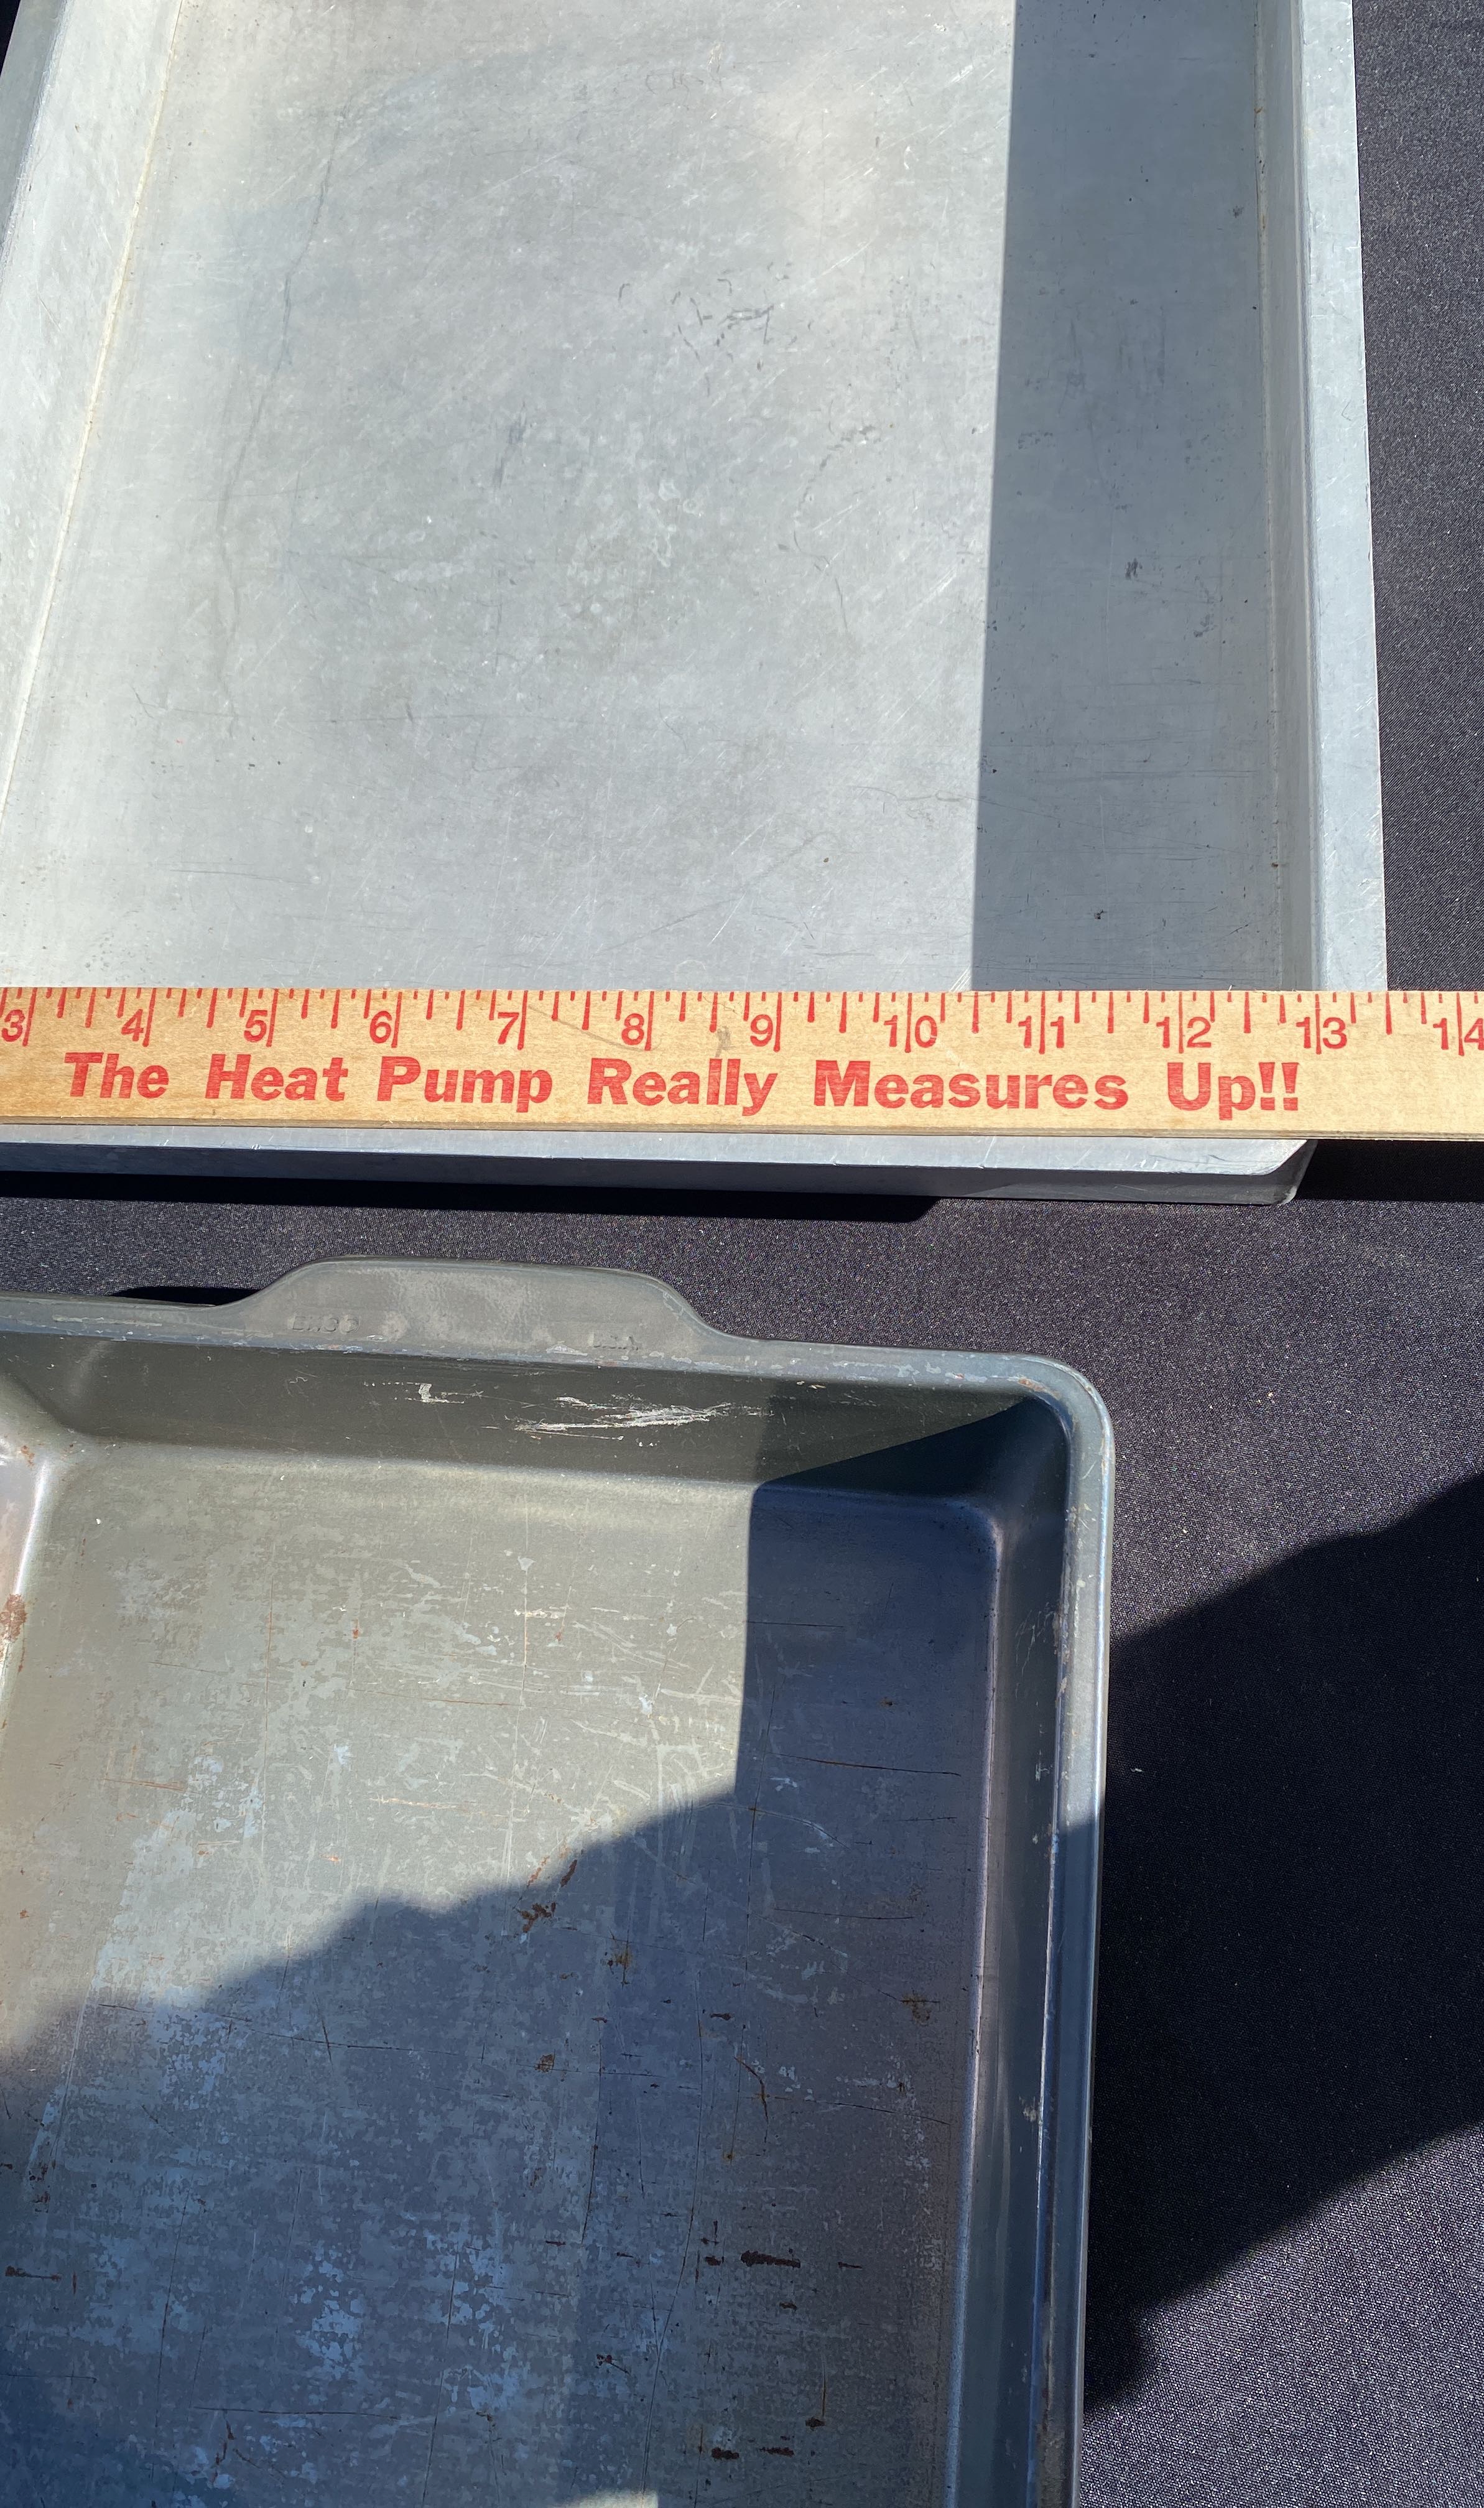 3 4 5 6 7 8 9 10 11 12 13 14
The Heat Pump Really Measures Up!!